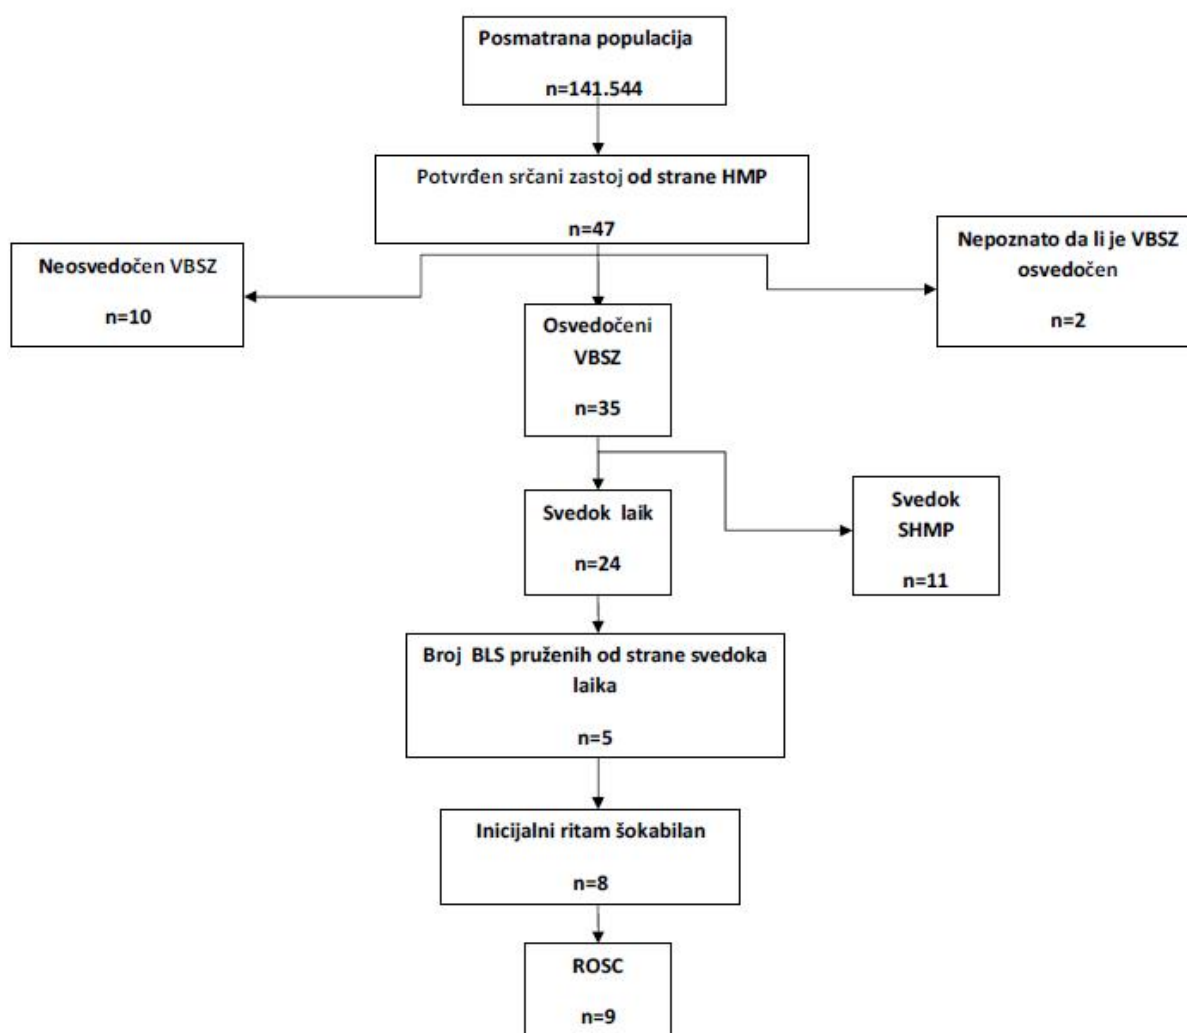 Posmatrana populacija
n=141.544
Potvrđen srčani zastoj od strane HMP
n=47
Neosvedočen VBSZ
n=10
Nepoznato da li je VBSZ
osvedočen
n=2
Osvedočeni
VBSZ
n=35
Svedok laik
n=24
Svedok
SHMP
n=11
Broj BLS pruženih od strane svedoka
laika
n=5
Inicijalni ritam šokabilan
n=8
ROSC
n=9